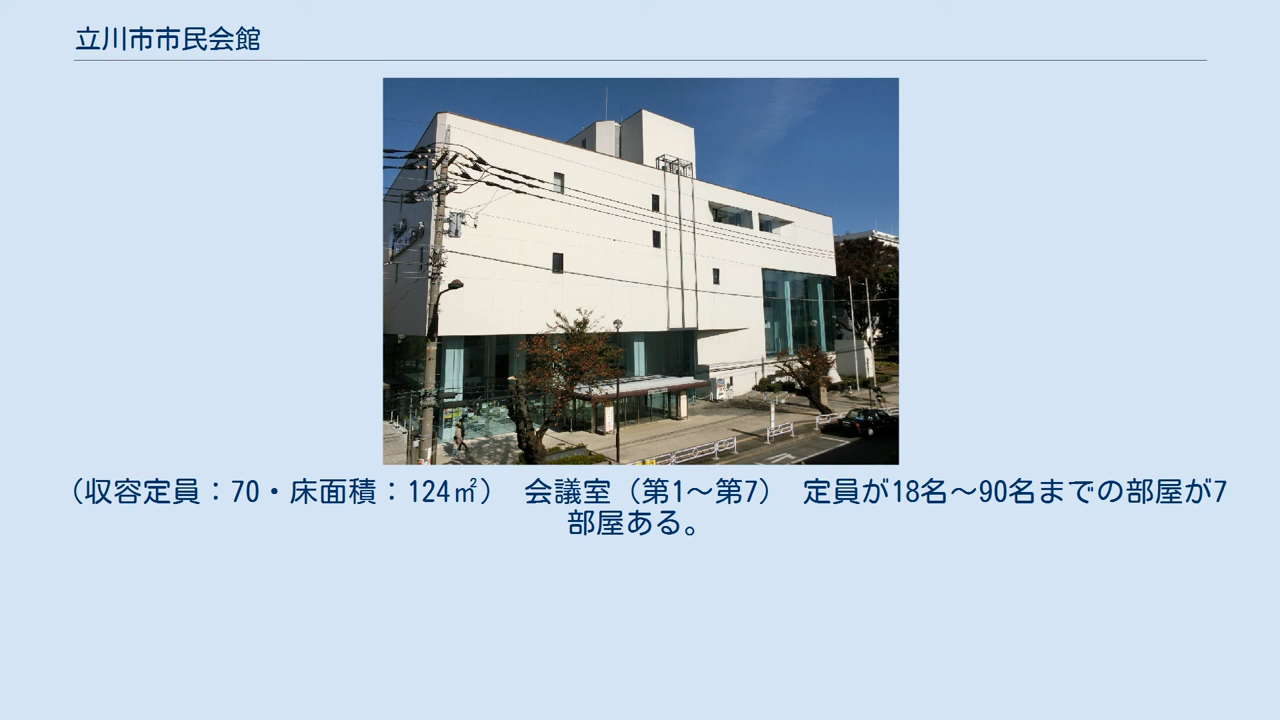 立川市市民会館
（収容定員：70・床面積：124㎡） 会議室（第1～第7） 定員が18名～90名までの部屋が7
部屋ある。